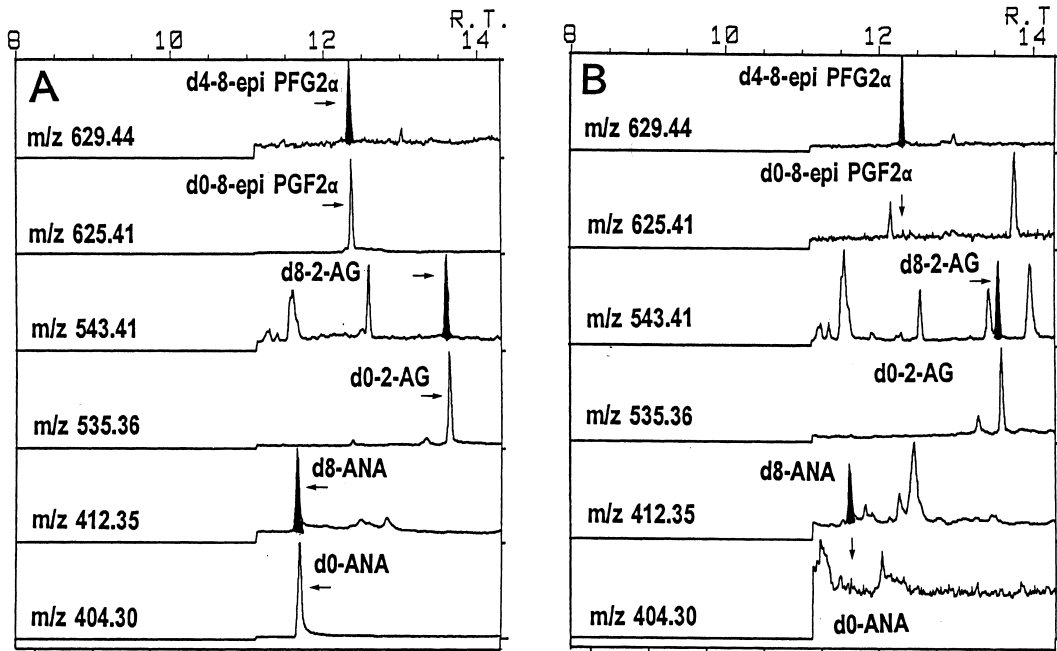 R.T.
8 10 12 14
A
d4-8-epi PFG2α
m/z 629.44
d0-8-epi PGF2α
m/z 625.41
d8-2-AG
m/z 543.41
d0-2-AG
m/z 535.36
d8-ANA
m/z 412.35
d0-ANA
m/z 404.30
R.T
8 10 12 14
B
d4-8-epi PFG2α
m/z 629.44
d0-8-epi PGF2α
m/z 625.41
d8-2-AG
m/z 543.41
d0-2-AG
m/z 535.36
d8-ANA
m/z 412.35
m/z 404.30
d0-ANA